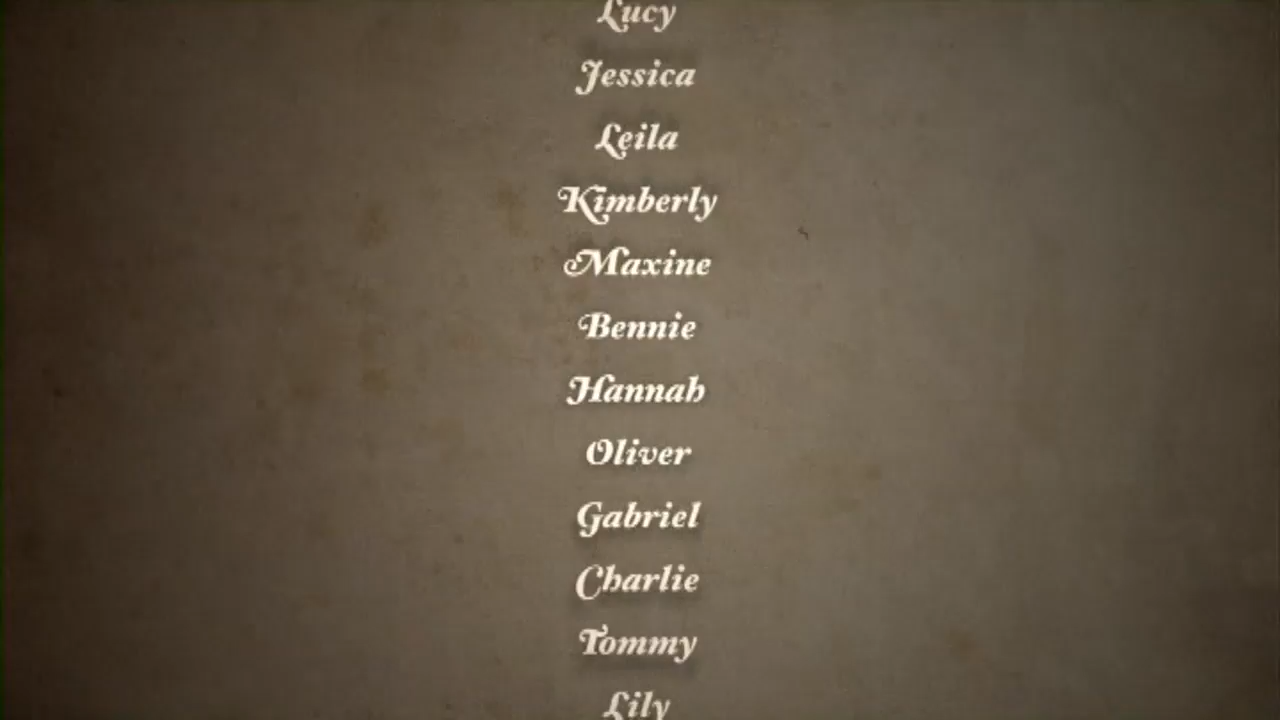 Lucy
Jessica
Leila
Kimberly
Maxine
Bennie
Hannah
Oliver
Gabriel
Charlie
Tommy
Lily